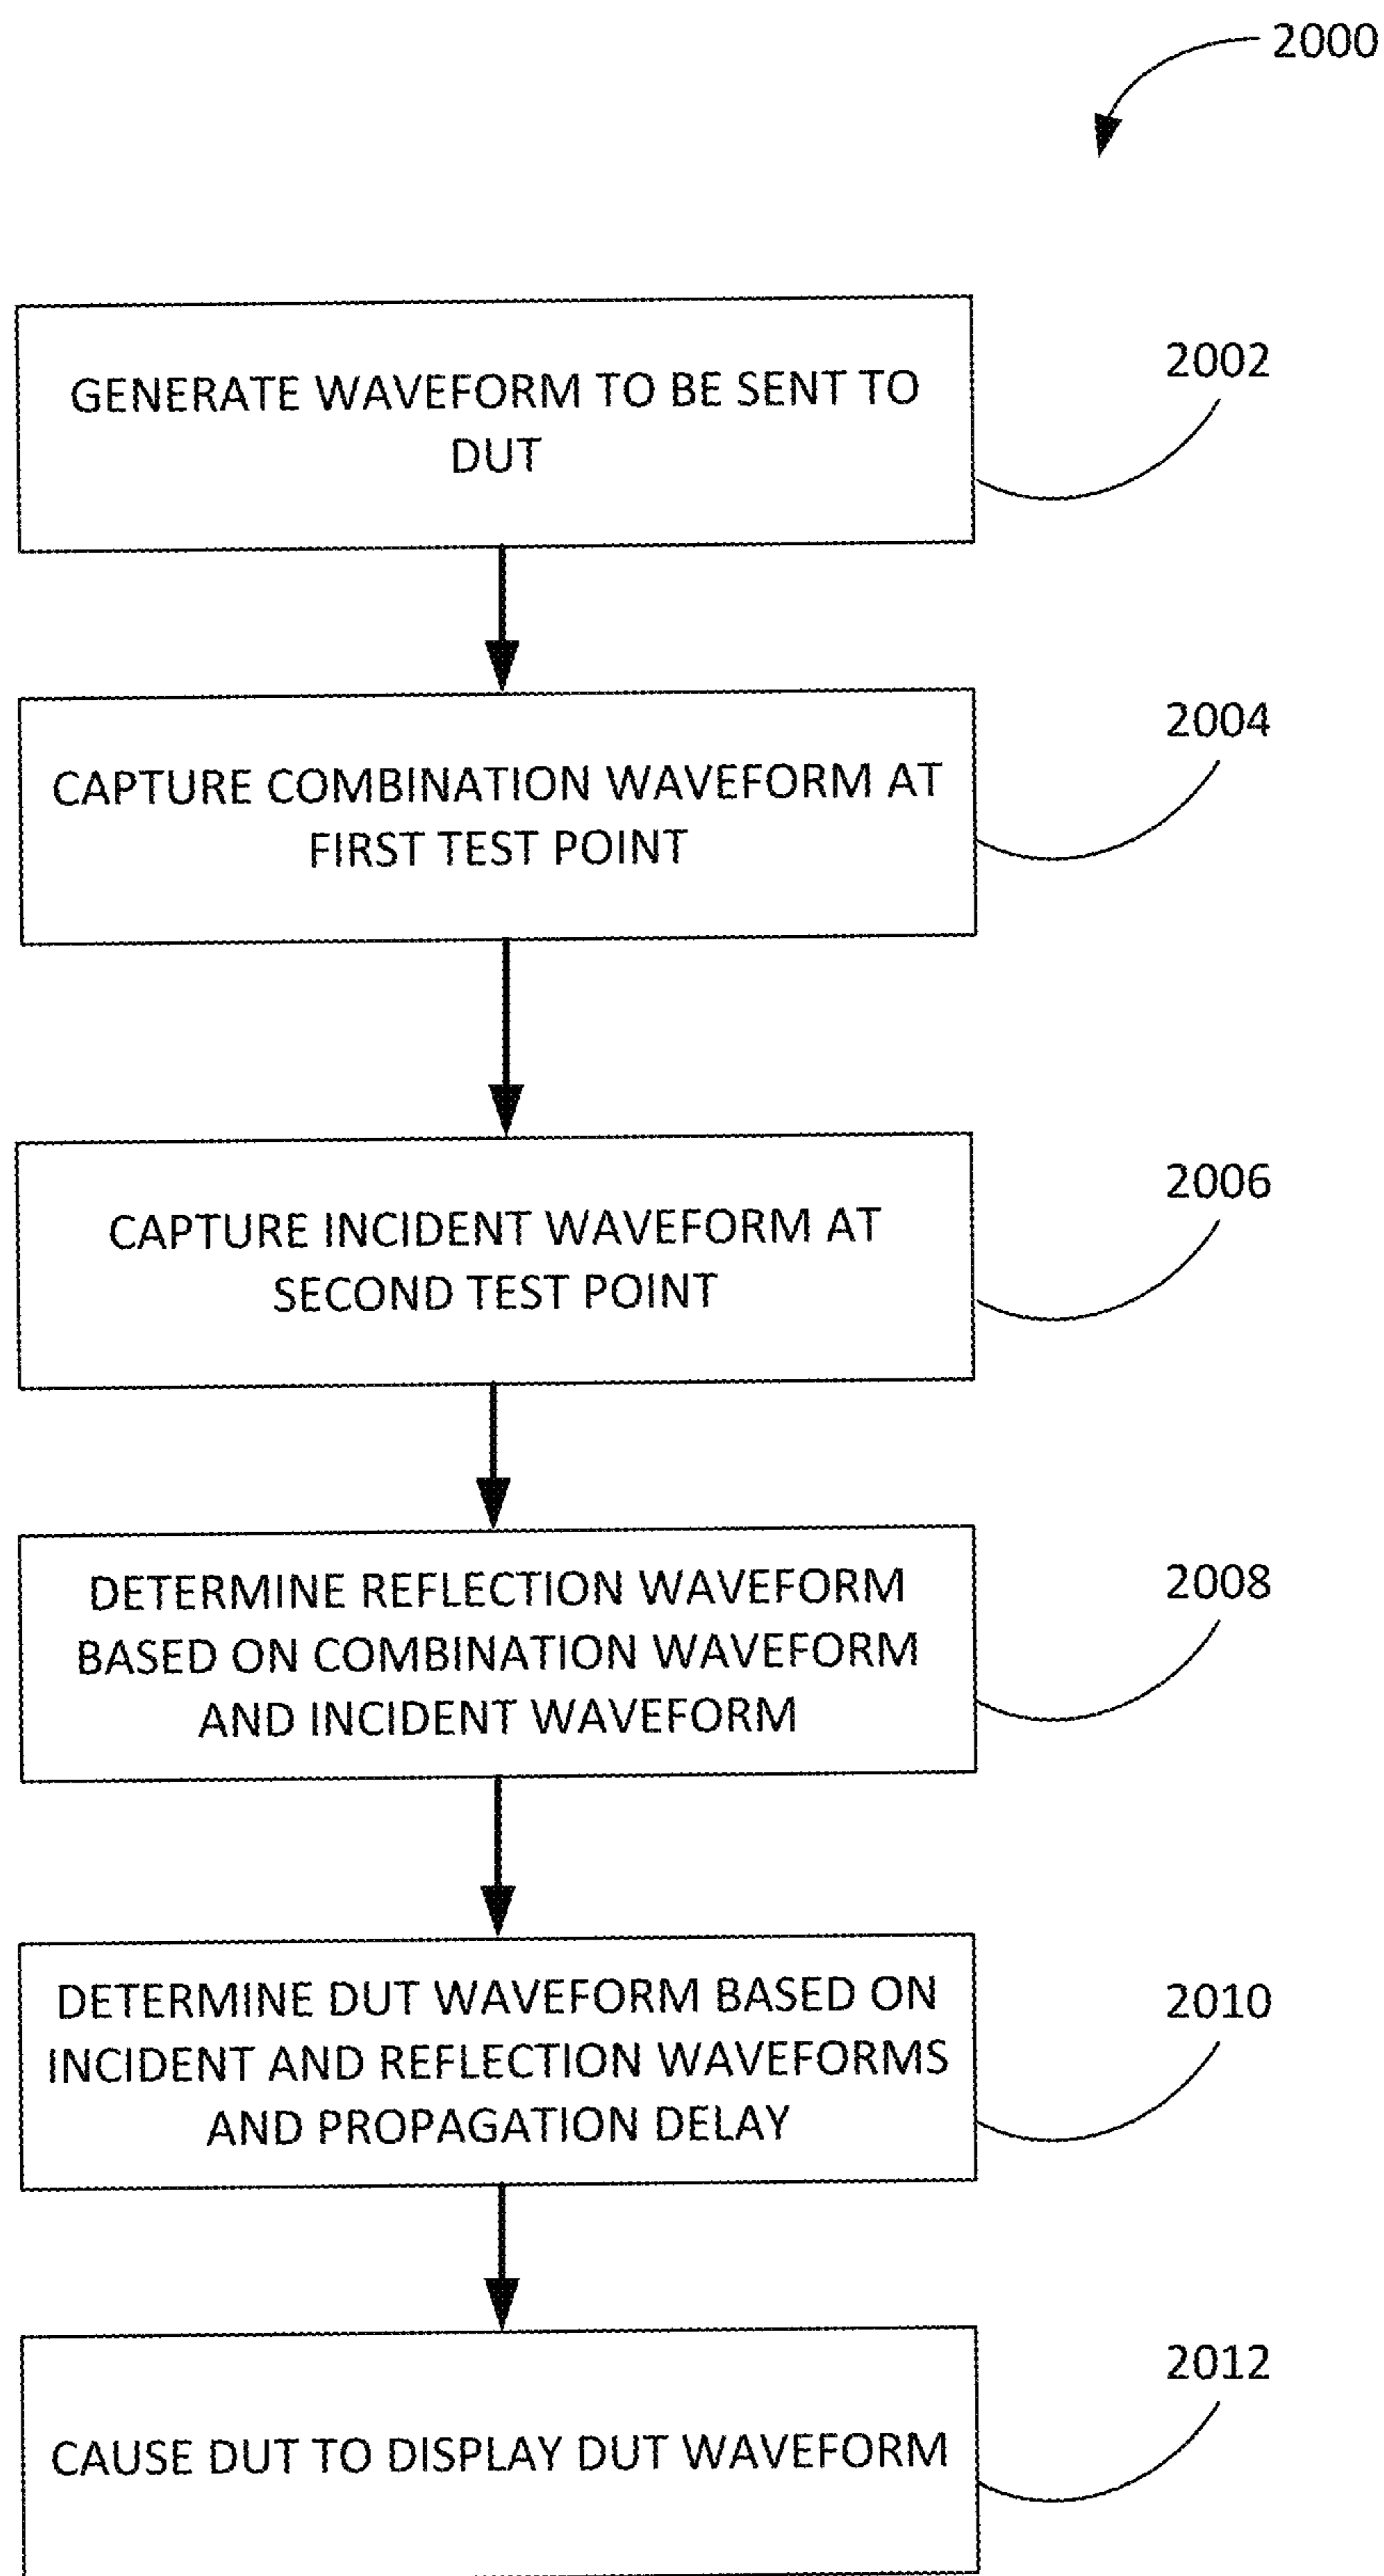 2000
GENERATE WAVEFORM TO BE SENT TO
DUT
2002
CAPTURE COMBINATION WAVEFORM AT
FIRST TEST POINT
2004
CAPTURE INCIDENT WAVEFORM AT
SECOND TEST POINT
2006
DETERMINE REFLECTION WAVEFORM
BASED ON COMBINATION WAVEFORM
AND INCIDENT WAVEFORM
2008
DETERMINE DUT WAVEFORM BASED ON
INCIDENT AND REFLECTION WAVEFORMS
AND PROPAGATION DELAY
2010
CAUSE DUT TO DISPLAY DUT WAVEFORM
2012